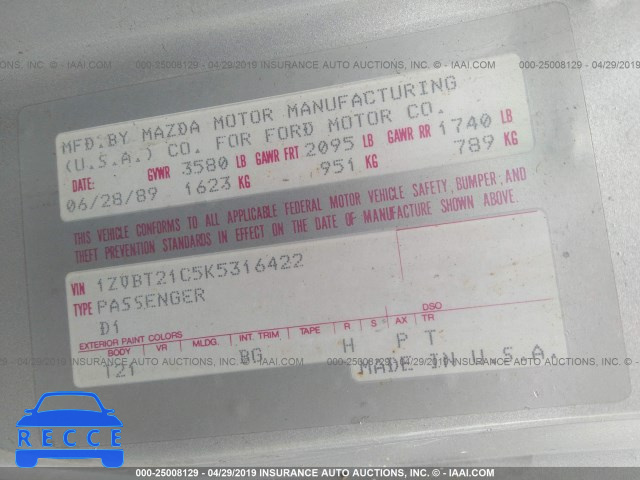 000-25008129 - 04/29/2019 INSURANCE AUTO AUCTIONS, INC. - © IAAI.COM
MFD.BY MAZDA MOTOR MANUFACTURING
(U.S.A.) CO. FOR FORD MOTOR CO.
DATE: GVWR 3580 LB GAWR FRT 2095 LB GAWR RR 1740 LB
06/28/89 1623 KG 951 KG 789 KG
THIS VEHICLE CONFORMS TO ALL APPLICABLE FEDERAL MOTOR VEHICLE SAFETY, BUMPER, AND
THEFT PREVENTION STANDARDS IN EFFECT ON THE DATE OF MANUFACTURE SHOWN ABOVE.
VIN 1ZVBT21C5K5316422
TYPE PASSENGER
D1
EXTERIOR PAINT COLORS DSO
BODY VR MLDG. INT. TRIM TAPE R S AX TR
T21 BG H P T
MADE IN U.S.A
RECCE
000-25008129 - 04/29/2019 INSURANCE AUTO AUCTIONS, INC. - © IAAI.COM